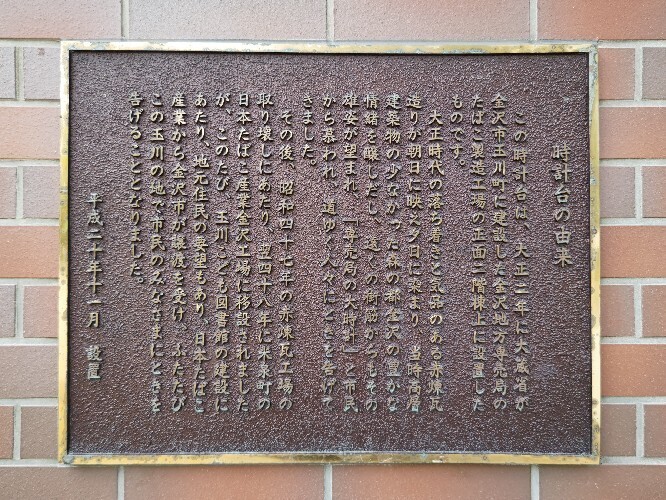 時計台の由来
この時計台は、大正二年に大蔵省が
金沢市玉川町に建設した金沢地方専売局の
たばこ製造工場の正面二階棟上に設置した
ものです。
大正時代の落ち着きと気品のある赤煉瓦
造りが朝日に映え夕日に染まり、当時高層
建築物の少なかった森の都金沢の豊かな
情緒を醸しだし、遠くの街筋からもその
雄姿が望まれ、「専売局の大時計」と市民
から慕われ、道ゆく人々にときを告げて
きました。
その後、昭和四十七年の赤煉瓦工場の
取り壊しにあたり、翌四十八年に米泉町の
日本たばこ産業金沢工場に移設されました
が、このたび、玉川こども図書館の建設に
あたり、地元住民の要望もあり、日本たばこ
産業から金沢市が譲渡を受け、ふたたび
この玉川の地で市民のみなさまにときを
告げることとなりました。
平成二十年十一月 設置